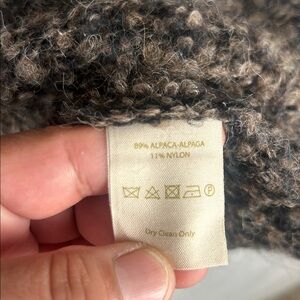 89% ALPACA-ALPAGA
11% NYLON
P
Dry Clean Only